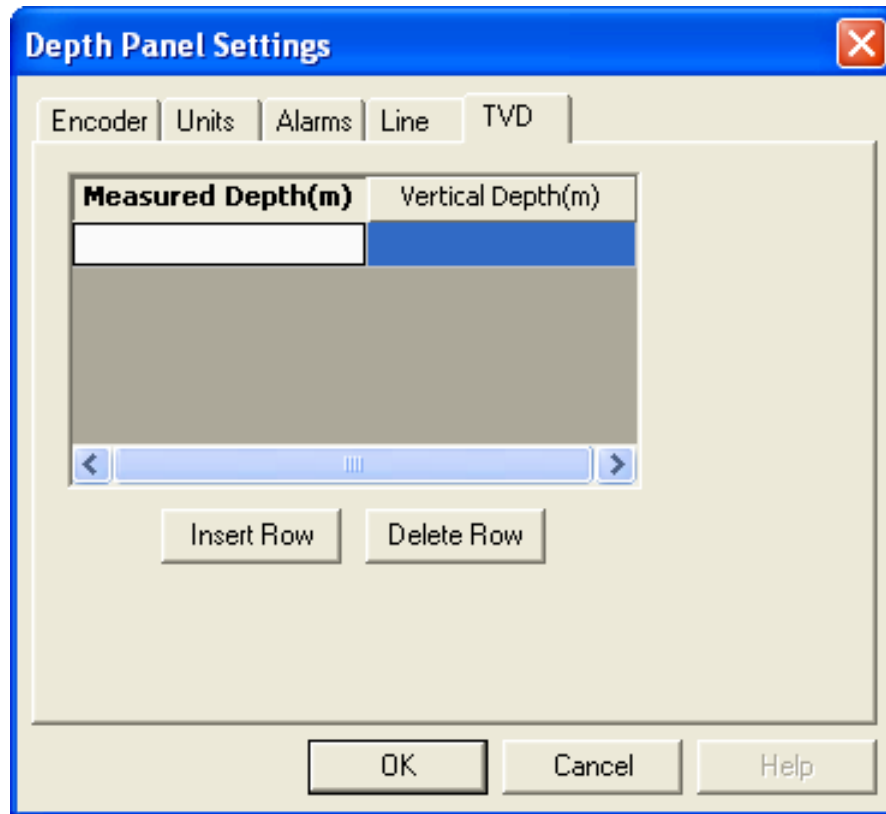 Depth Panel Settings
Encoder Units Alarms Line TVD
Measured Depth(m) Vertical Depth(m)
Insert Row Delete Row
OK Cancel Help